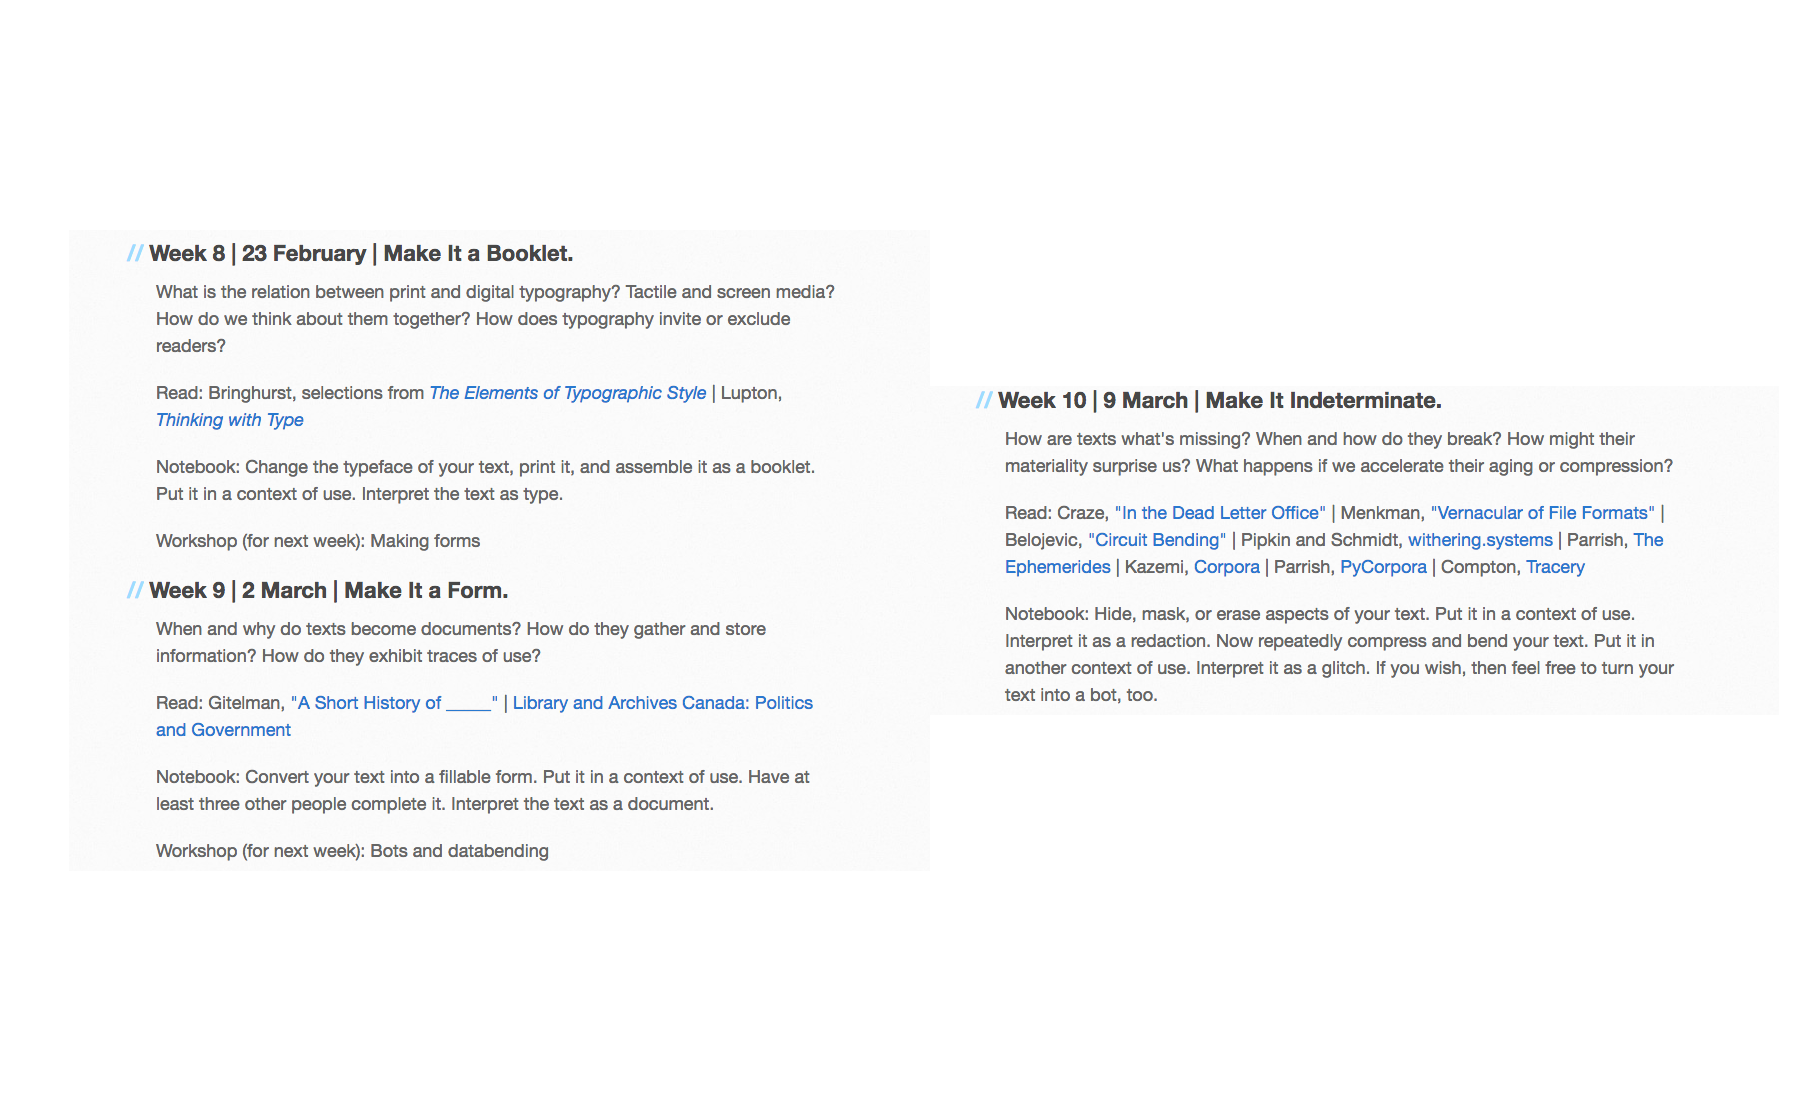 // Week 8 | 23 February | Make It a Booklet.
What is the relation between print and digital typography? Tactile and screen media?
How do we think about them together? How does typography invite or exclude
readers?
Read: Bringhurst, selections from The Elements of Typographic Style | Lupton,
Thinking with Type
Notebook: Change the typeface of your text, print it, and assemble it as a booklet.
Put it in a context of use. Interpret the text as type.
Workshop (for next week): Making forms
// Week 9 | 2 March | Make It a Form.
When and why do texts become documents? How do they gather and store
information? How do they exhibit traces of use?
Read: Gitelman, "A Short History of _____" | Library and Archives Canada: Politics
and Government
Notebook: Convert your text into a fillable form. Put it in a context of use. Have at
least three other people complete it. Interpret the text as a document.
Workshop (for next week): Bots and databending
// Week 10 | 9 March | Make It Indeterminate.
How are texts what's missing? When and how do they break? How might their
materiality surprise us? What happens if we accelerate their aging or compression?
Read: Craze, "In the Dead Letter Office" | Menkman, "Vernacular of File Formats" |
Belojevic, "Circuit Bending" | Pipkin and Schmidt, withering.systems | Parrish, The
Ephemerides | Kazemi, Corpora | Parrish, PyCorpora | Compton, Tracery
Notebook: Hide, mask, or erase aspects of your text. Put it in a context of use.
Interpret it as a redaction. Now repeatedly compress and bend your text. Put it in
another context of use. Interpret it as a glitch. If you wish, then feel free to turn your
text into a bot, too.